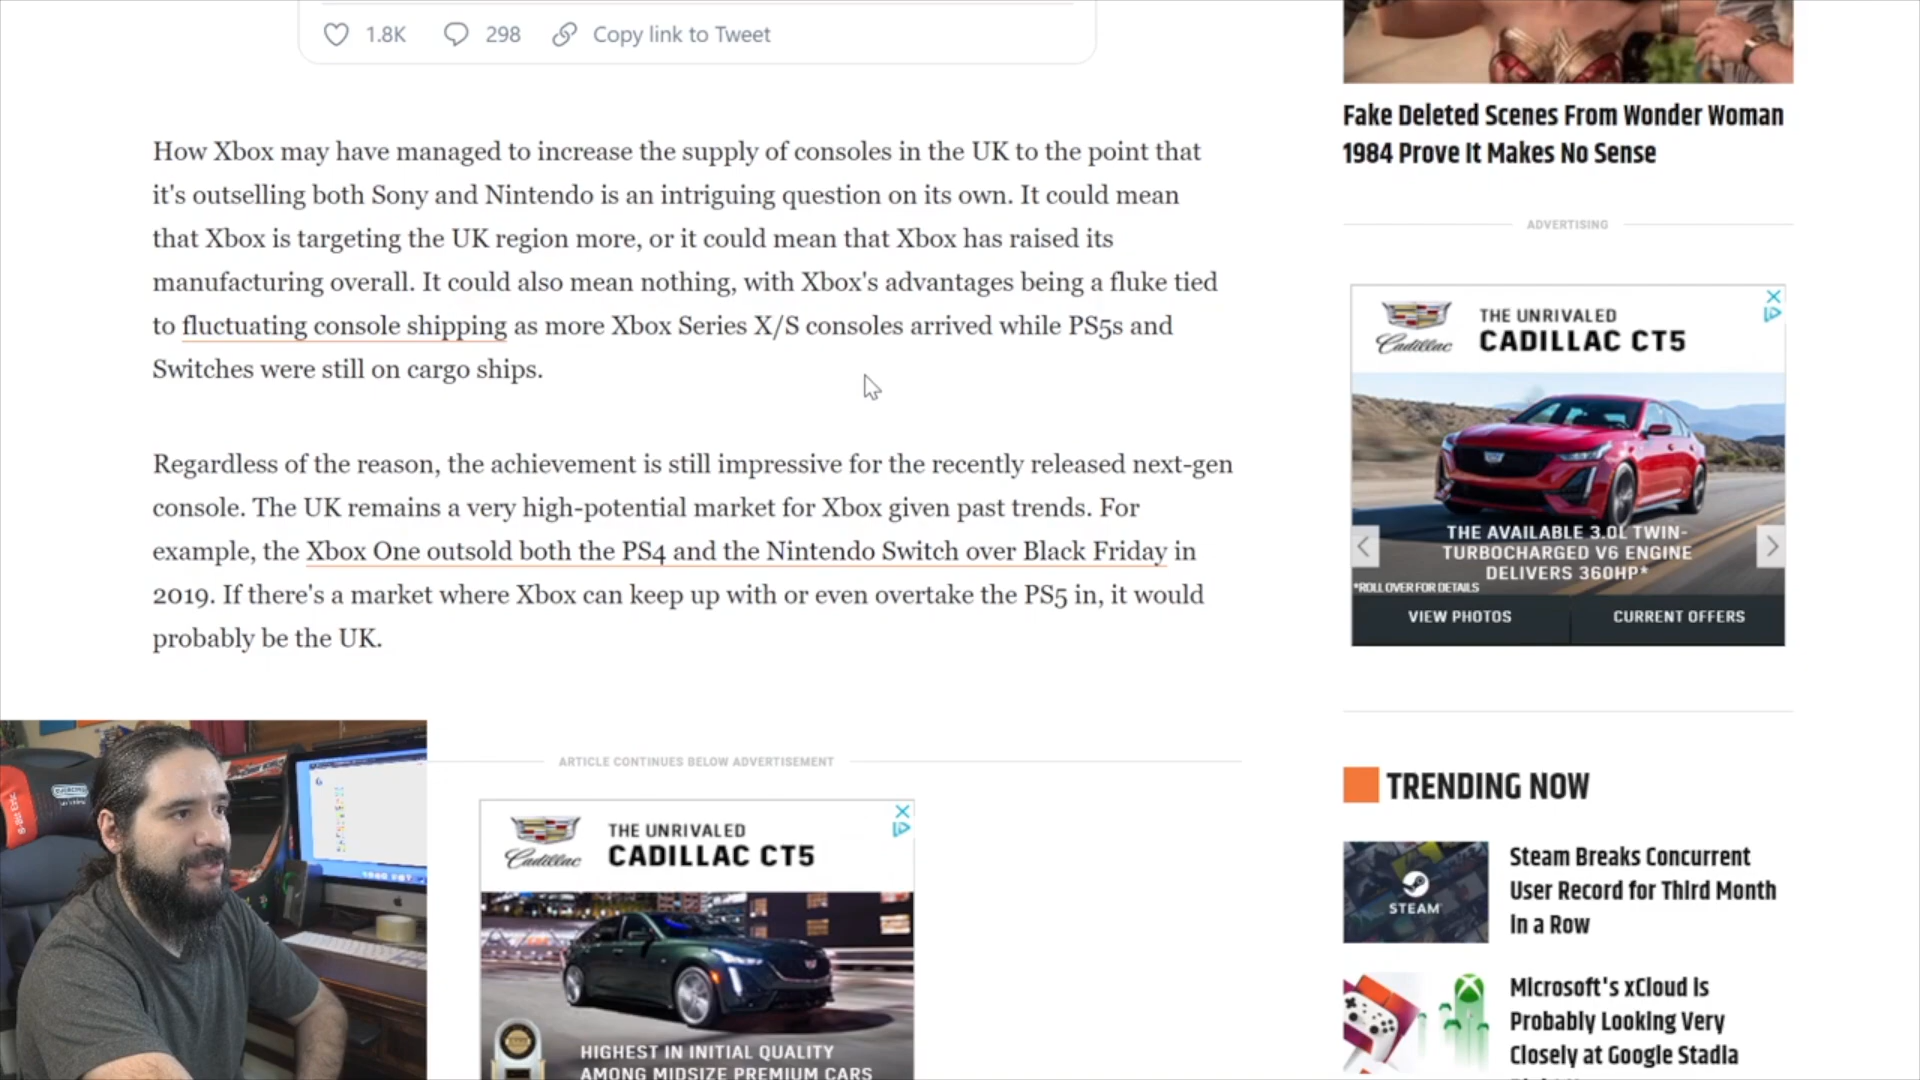 1.8K 298 Copy link to Tweet
How Xbox may have managed to increase the supply of consoles in the UK to the point that
it's outselling both Sony and Nintendo is an intriguing question on its own. It could mean
that Xbox is targeting the UK region more, or it could mean that Xbox has raised its
manufacturing overall. It could also mean nothing, with Xbox's advantages being a fluke tied
to fluctuating console shipping as more Xbox Series X/S consoles arrived while PS5s and
Switches were still on cargo ships.
Regardless of the reason, the achievement is still impressive for the recently released next-gen
console. The UK remains a very high-potential market for Xbox given past trends. For
example, the Xbox One outsold both the PS4 and the Nintendo Switch over Black Friday in
2019. If there's a market where Xbox can keep up with or even overtake the PS5 in, it would
probably be the UK.
ARTICLE CONTINUES BELOW ADVERTISEMENT
Cadillac
THE UNRIVALED
CADILLAC CT5
HIGHEST IN INITIAL QUALITY
AMONG MIDSIZE PREMIUM CARS
Fake Deleted Scenes From Wonder Woman
1984 Prove It Makes No Sense
ADVERTISING
Cadillac
THE UNRIVALED
CADILLAC CT5
THE AVAILABLE 3.0L TWIN-
TURBOCHARGED V6 ENGINE
DELIVERS 360HP*
*ROLL OVER FOR DETAILS
VIEW PHOTOS CURRENT OFFERS
TRENDING NOW
STEAM
Steam Breaks Concurrent
User Record for Third Month
in a Row
Microsoft's xCloud is
Probably Looking Very
Closely at Google Stadia